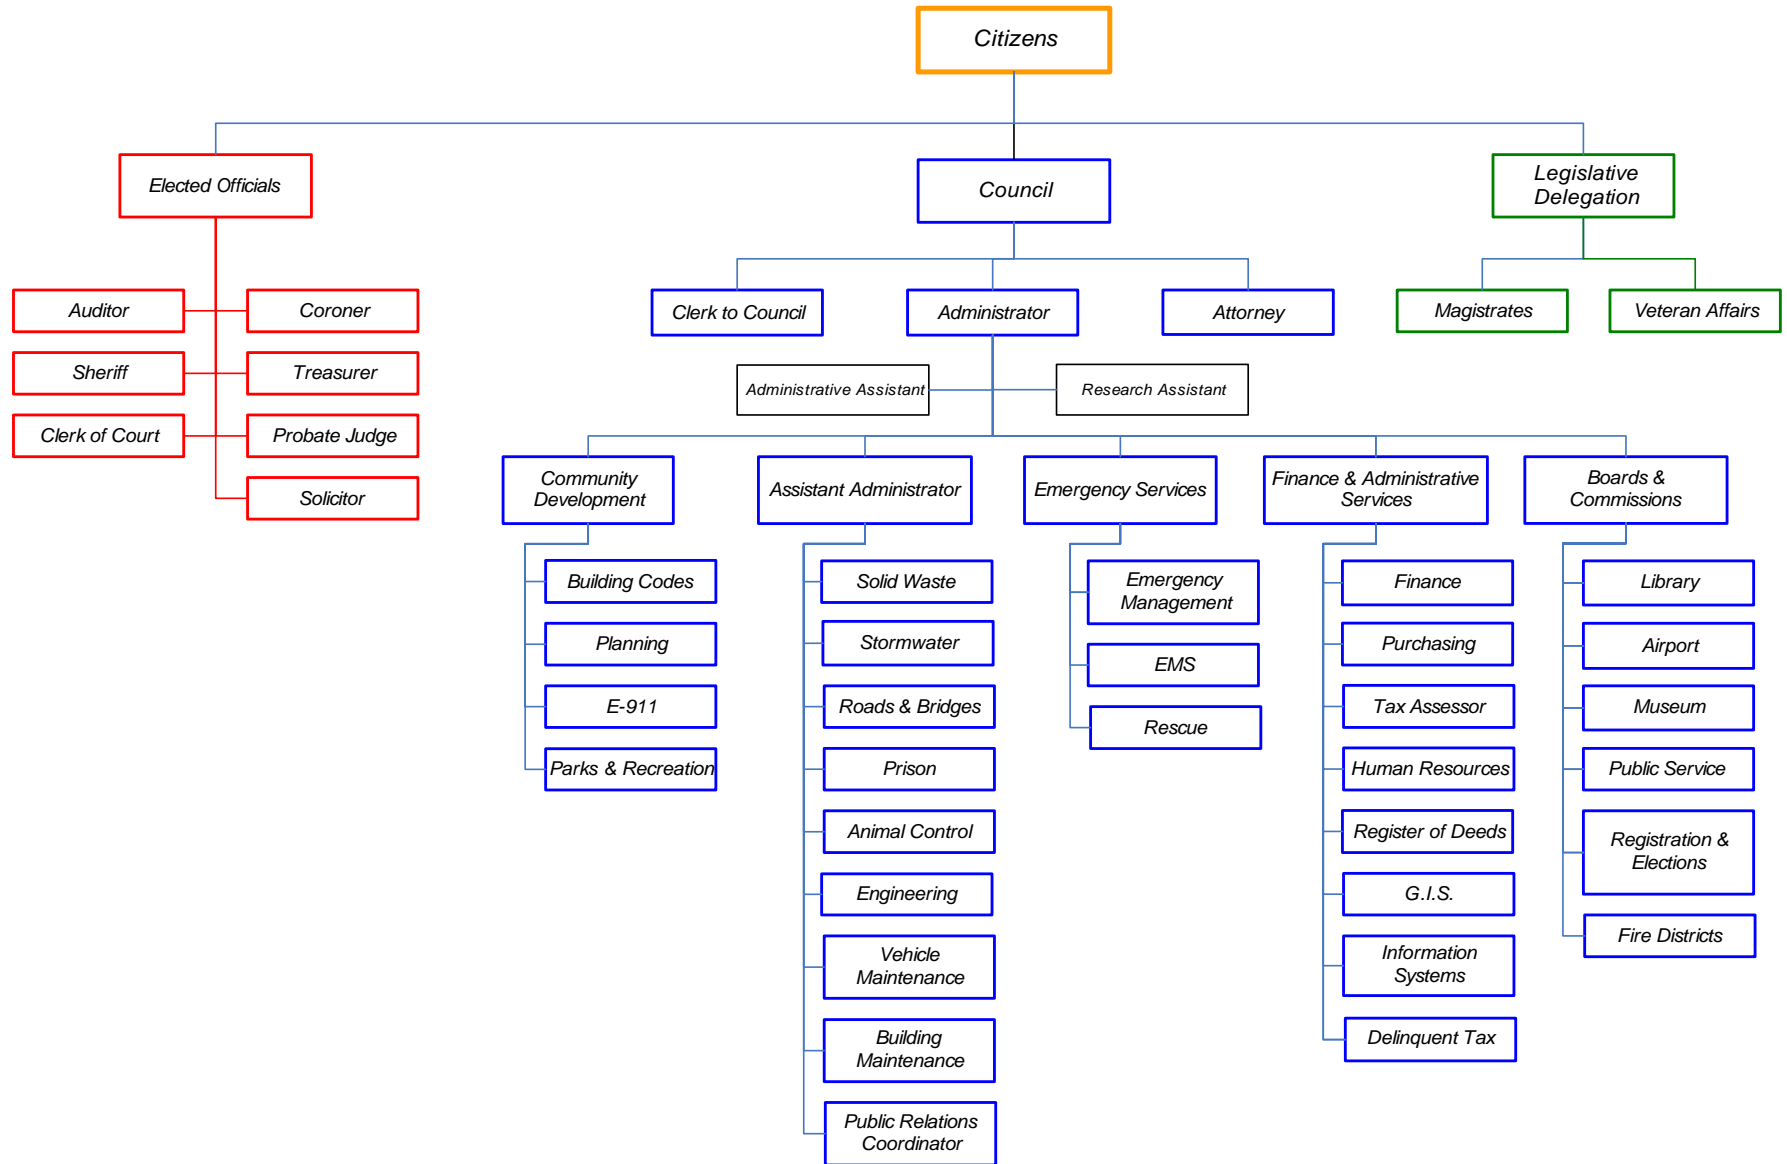 Citizens
Elected Officials
Council
Legislative
Delegation
Auditor
Coroner
Sheriff
Treasurer
Clerk of Court
Probate Judge
Solicitor
Clerk to Council
Administrator
Attorney
Magistrates
Veteran Affairs
Administrative Assistant
Research Assistant
Community
Development
Assistant Administrator
Emergency Services
Finance & Administrative
Services
Boards &
Commissions
Building Codes
Planning
E-911
Parks & Recreation
Solid Waste
Stormwater
Roads & Bridges
Prison
Animal Control
Engineering
Vehicle
Maintenance
Building
Maintenance
Public Relations
Coordinator
Emergency
Management
EMS
Rescue
Finance
Purchasing
Tax Assessor
Human Resources
Register of Deeds
G.I.S.
Information
Systems
Delinquent Tax
Library
Airport
Museum
Public Service
Registration &
Elections
Fire Districts